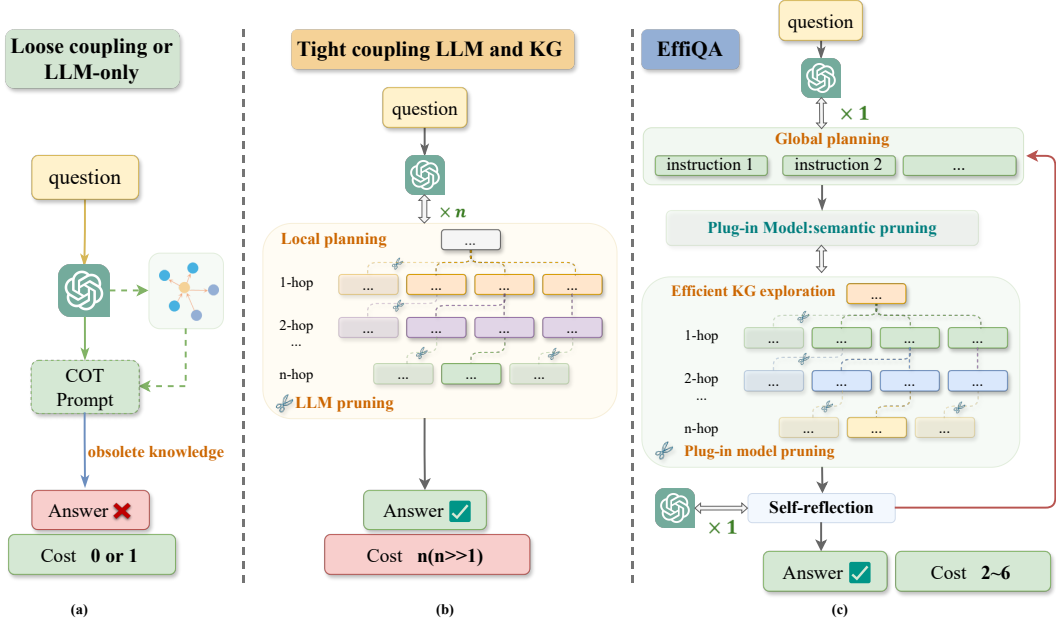 Loose coupling or
LLM-only
question
COT
Prompt
obsolete knowledge
Answer
Cost 0 or 1
(a)
Tight coupling LLM and KG
question
× n
Local planning
...
1-hop
... ... ... ...
2-hop
... ... ... ...
...
n-hop
... ... ...
LLM pruning
Answer
Cost n(n>>1)
(b)
EffiQA
question
× 1
Global planning
instruction 1
instruction 2
...
Plug-in Model:semantic pruning
Efficient KG exploration
...
1-hop
... ... ... ...
2-hop
... ... ... ...
...
n-hop
... ... ...
Plug-in model pruning
× 1
Self-reflection
Answer
Cost 2~6
(c)